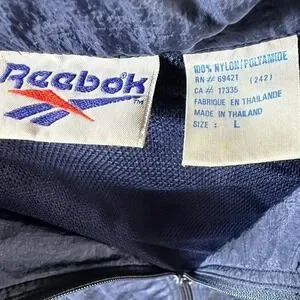 Reebok
TM
100% NYLON/POLYAMIDE
RN# 69421 (242)
CA# 17335
FABRIQUE EN THAILANDE
MADE IN THAILAND
SIZE: L